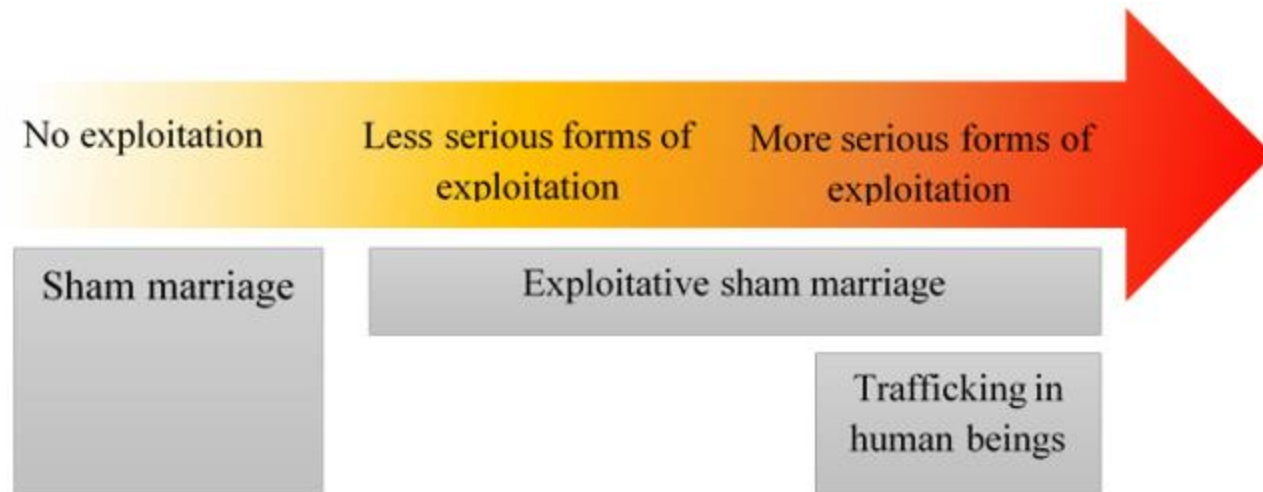 No exploitation
Less serious forms of
exploitation
More serious forms of
exploitation
Sham marriage
Exploitative sham marriage
Trafficking in
human beings